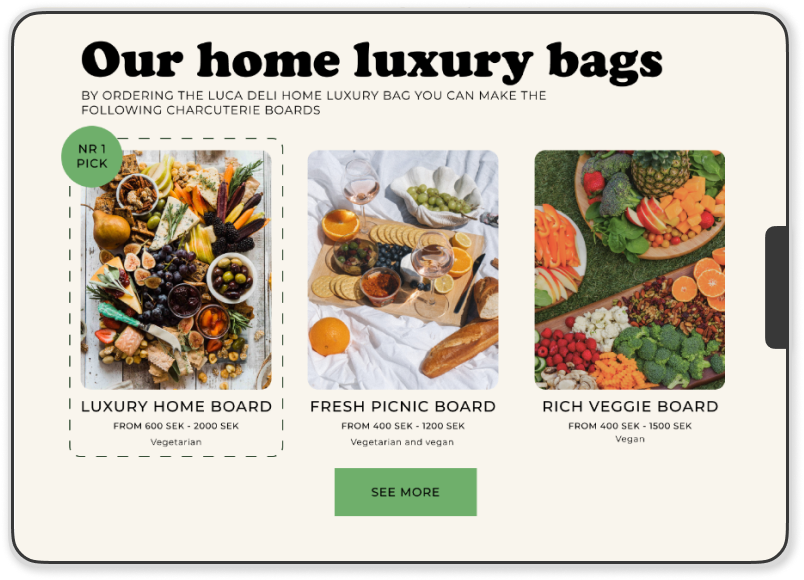 Our home luxury bags
BY ORDERING THE LUCA DELI HOME LUXURY BAG YOU CAN MAKE THE
FOLLOWING CHARCUTERIE BOARDS
NR 1
PICK
LUXURY HOME BOARD
FROM 600 SEK - 2000 SEK
Vegetarian
FRESH PICNIC BOARD
FROM 400 SEK - 1200 SEK
Vegetarian and vegan
RICH VEGGIE BOARD
FROM 400 SEK - 1500 SEK
Vegan
SEE MORE